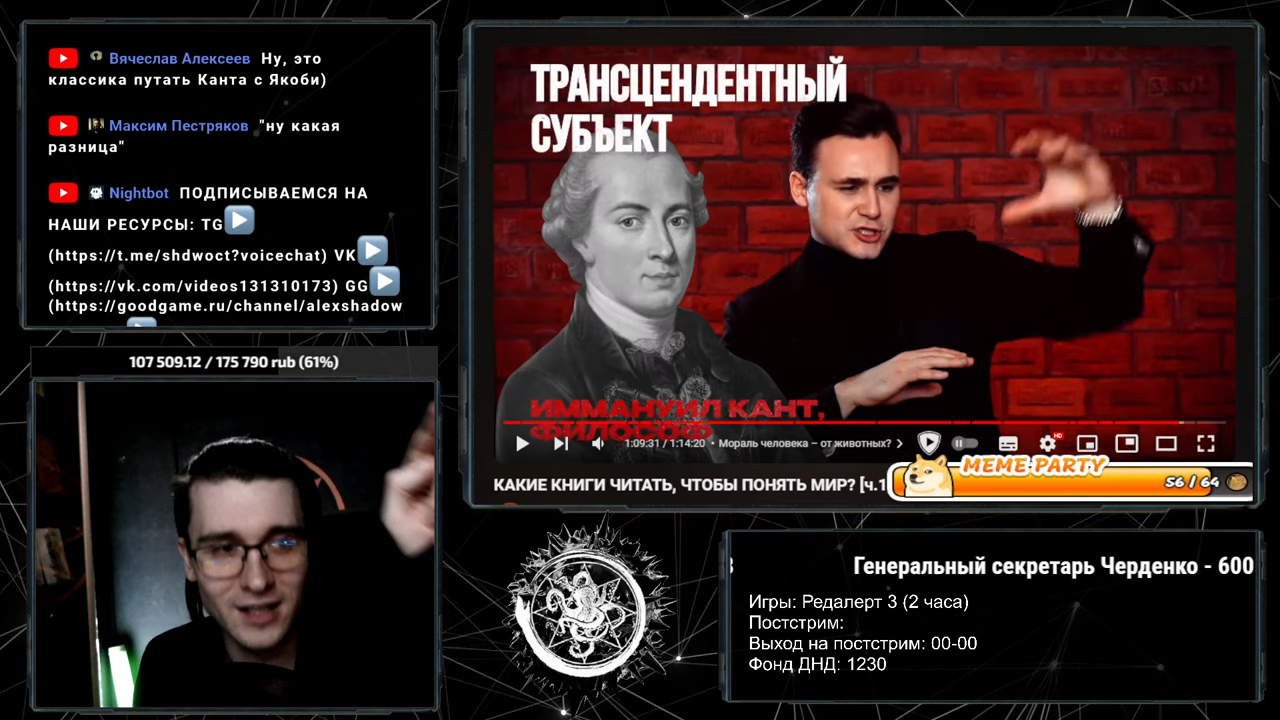 Вячеслав Алексеев Ну, это
классика путать Канта с Якоби)
Максим Пестряков "ну какая
разница"
Nightbot ПОДПИСЫВАЕМСЯ НА
НАШИ РЕСУРСЫ: TG
(https://t.me/shdwoct?voicechat) VK
(https://vk.com/videos131310173) GG
(https://goodgame.ru/channel/alexshadow
107 509.12 / 175 790 rub (61%)
ТРАНСЦЕНДЕНТНЫЙ
СУБЪЕКТ
ИММАНУИЛ КАНТ,
ФИЛОСОФ
1:09:31 / 1:14:20 • Мораль человека – от животных?
HD
КАКИЕ КНИГИ ЧИТАТЬ, ЧТОБЫ ПОНЯТЬ МИР? [ч.1
MEME PARTY
56 / 64
Генеральный секретарь Черденко - 600
Игры: Редалерт 3 (2 часа)
Постстрим:
Выход на постстрим: 00-00
Фонд ДНД: 1230